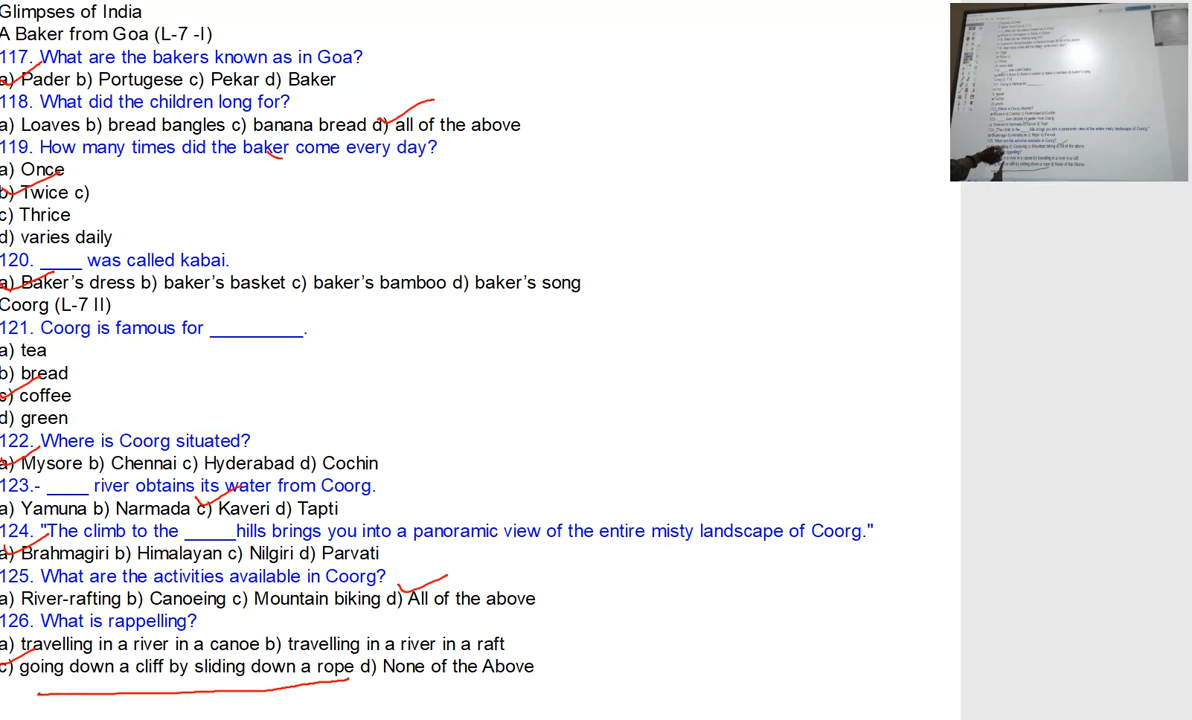 Glimpses of India
A Baker from Goa (L-7 -I)
117. What are the bakers known as in Goa?
a) Pader b) Portugese c) Pekar d) Baker
118. What did the children long for?
a) Loaves b) bread bangles c) banana bread d) all of the above
119. How many times did the baker come every day?
a) Once
b) Twice c)
c) Thrice
d) varies daily
120. ____ was called kabai.
a) Baker’s dress b) baker’s basket c) baker’s bamboo d) baker’s song
Coorg (L-7 II)
121. Coorg is famous for _________.
a) tea
b) bread
c) coffee
d) green
122. Where is Coorg situated?
a) Mysore b) Chennai c) Hyderabad d) Cochin
123.- ____ river obtains its water from Coorg.
a) Yamuna b) Narmada c) Kaveri d) Tapti
124. "The climb to the _____hills brings you into a panoramic view of the entire misty landscape of Coorg."
a) Brahmagiri b) Himalayan c) Nilgiri d) Parvati
125. What are the activities available in Coorg?
a) River-rafting b) Canoeing c) Mountain biking d) All of the above
126. What is rappelling?
a) travelling in a river in a canoe b) travelling in a river in a raft
c) going down a cliff by sliding down a rope d) None of the Above